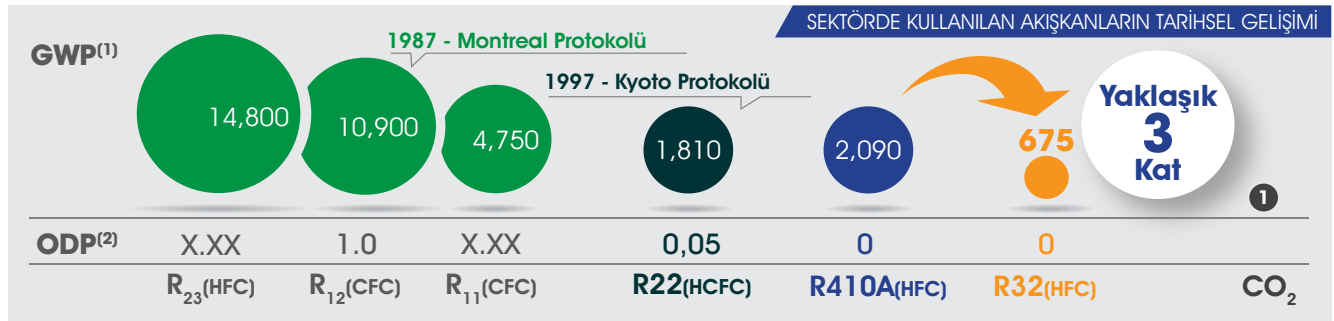 SEKTÖRDE KULLANILAN AKIŞKANLARIN TARİHSEL GELİŞİMİ
GWP(1)
1987 - Montreal Protokolü
1997 - Kyoto Protokolü
14,800 10,900 4,750 1,810 2,090 675
Yaklaşık
3
Kat
1
ODP(2) X.XX 1.0 X.XX 0,05 0 0
R23(HFC) R12(CFC) R11(CFC) R22(HCFC) R410A(HFC) R32(HFC) CO2